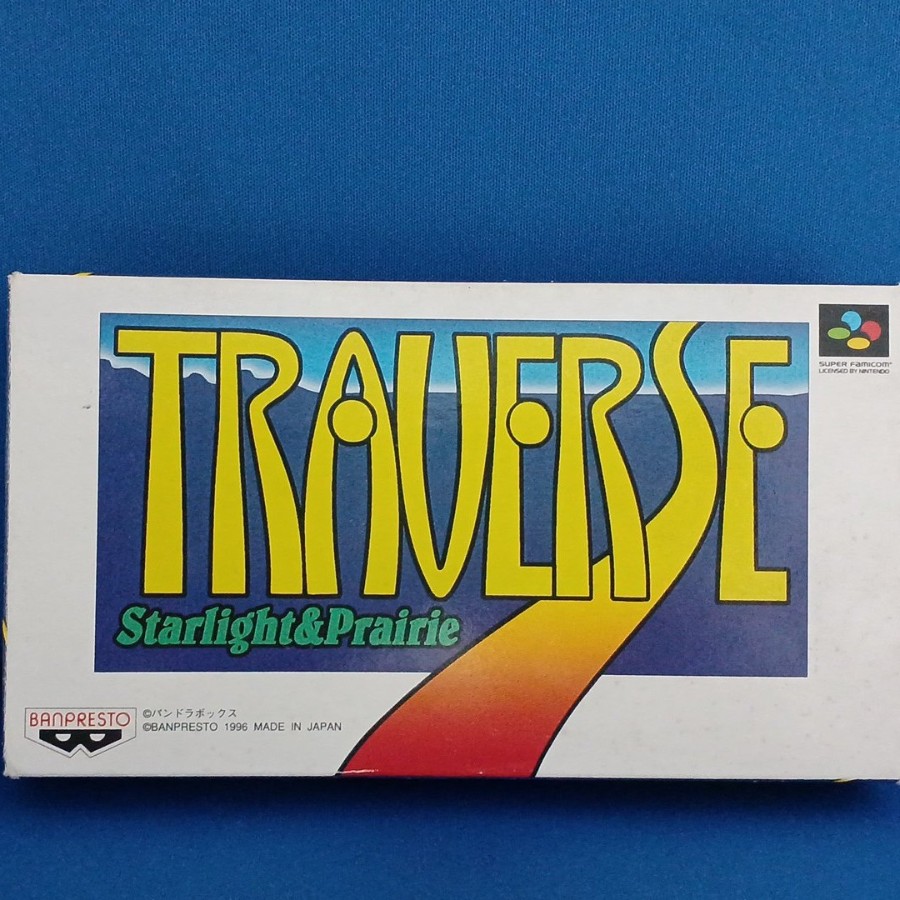 TRAVERSE
Starlight&Prairie
SUPER FAMICOM
LICENSED BY NINTENDO
BANPRESTO
©パンドラボックス
©BANPRESTO 1996 MADE IN JAPAN